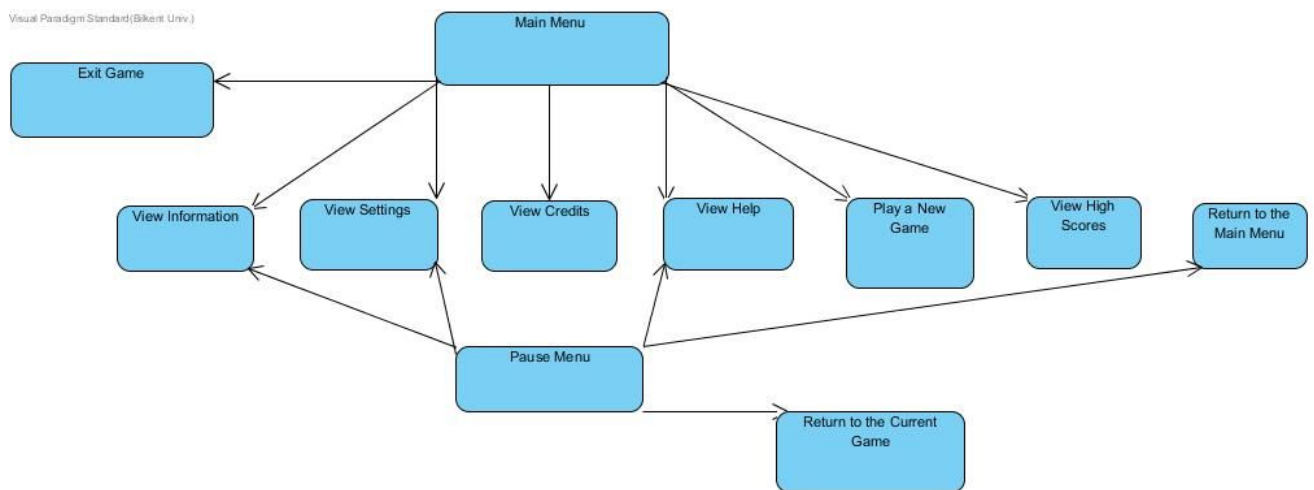 Visual Paradigm Standard(Bilkent Univ.)
Main Menu
Exit Game
View Information
View Settings
View Credits
View Help
Play a New
Game
View High
Scores
Return to the
Main Menu
Pause Menu
Return to the Current
Game